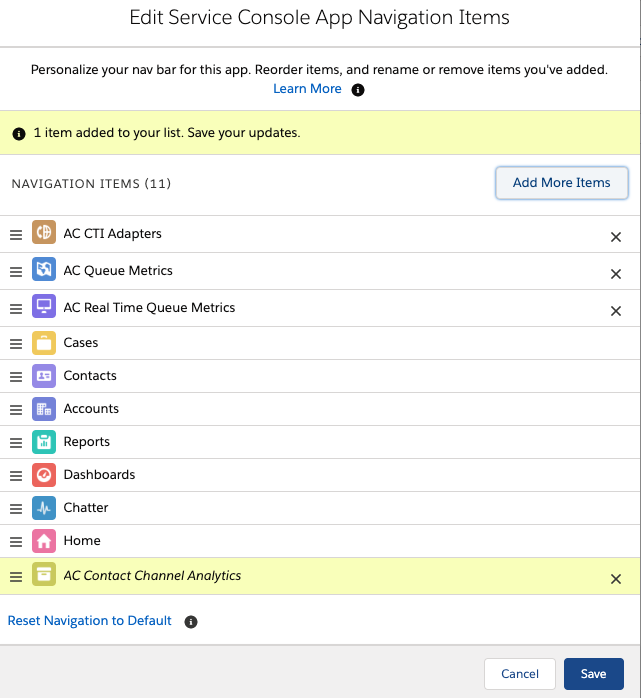 Edit Service Console App Navigation Items
Personalize your nav bar for this app. Reorder items, and rename or remove items you've added.
Learn More
1 item added to your list. Save your updates.
NAVIGATION ITEMS (11)
Add More Items
AC CTI Adapters
AC Queue Metrics
AC Real Time Queue Metrics
Cases
Contacts
Accounts
Reports
Dashboards
Chatter
Home
AC Contact Channel Analytics
Reset Navigation to Default
Cancel
Save